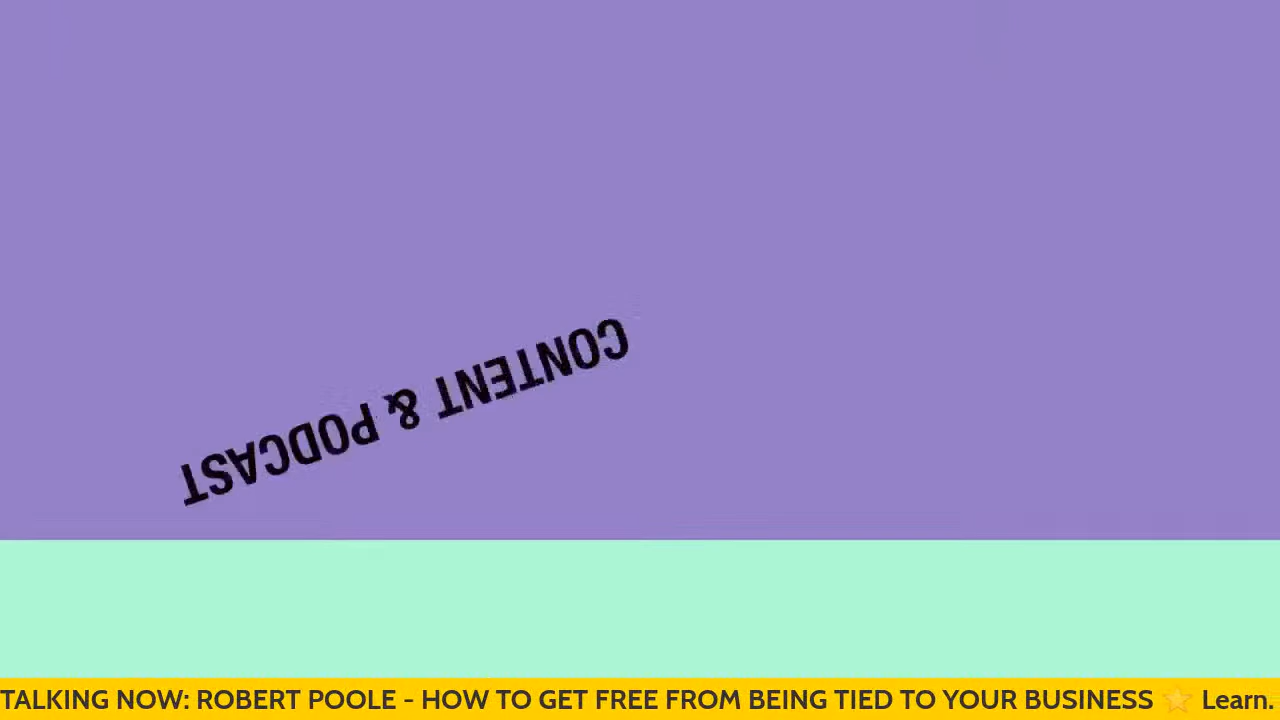 CONTENT & PODCAST
TALKING NOW: ROBERT POOLE - HOW TO GET FREE FROM BEING TIED TO YOUR BUSINESS ⭐ Learn.